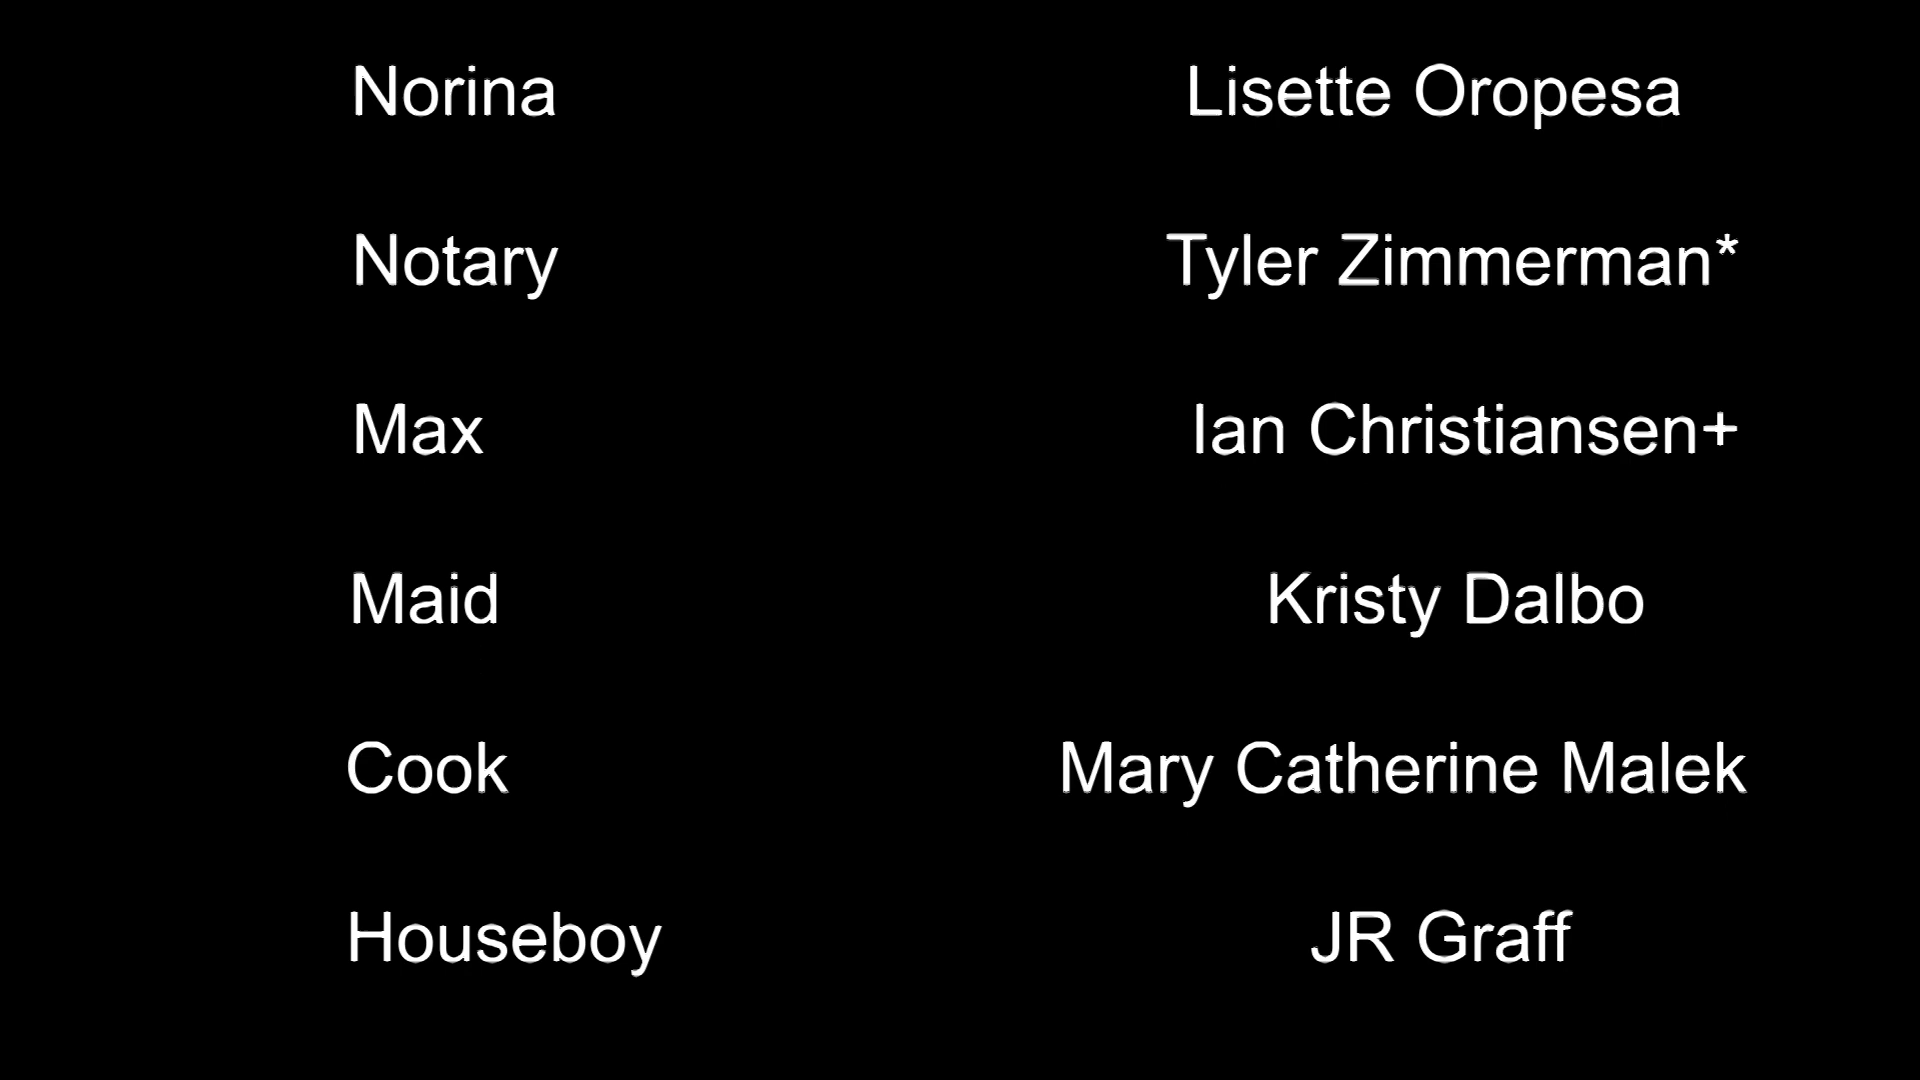 Norina Lisette Oropesa
Notary Tyler Zimmerman*
Max Ian Christiansen+
Maid Kristy Dalbo
Cook Mary Catherine Malek
Houseboy JR Graff